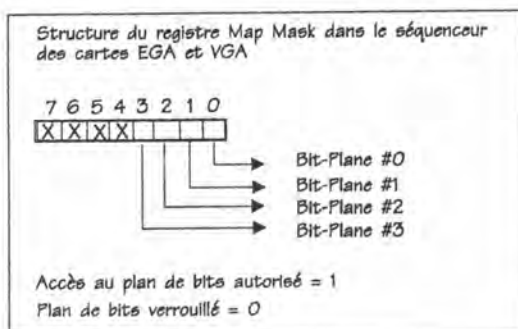 Structure du registre Map Mask dans le séquenceur
des cartes EGA et VGA
7 6 5 4 3 2 1 0
X X X X
Bit-Plane #0
Bit-Plane #1
Bit-Plane #2
Bit-Plane #3
Accès au plan de bits autorisé = 1
Plan de bits verrouillé = 0